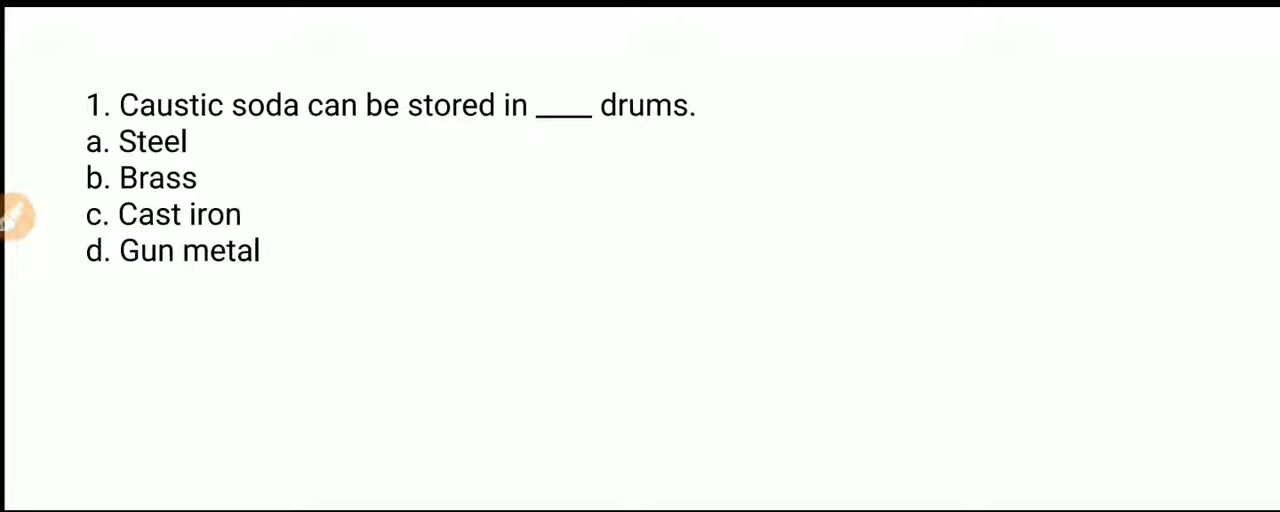 1. Caustic soda can be stored in ____ drums.
a. Steel
b. Brass
c. Cast iron
d. Gun metal